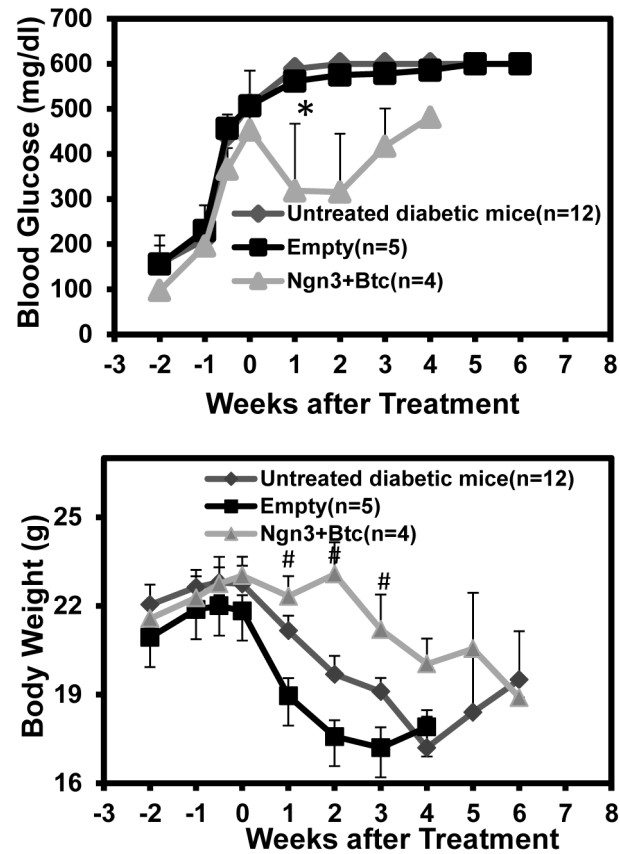 700
600
500
400
300
200
100
0
Blood Glucose (mg/dl)
*
Untreated diabetic mice(n=12)
Empty(n=5)
Ngn3+Btc(n=4)
-3 -2 -1 0 1 2 3 4 5 6 7 8
Weeks after Treatment
Untreated diabetic mice(n=12)
Empty(n=5)
Ngn3+Btc(n=4)
# # #
25
22
19
16
Body Weight (g)
-3 -2 -1 0 1 2 3 4 5 6 7 8
Weeks after Treatment